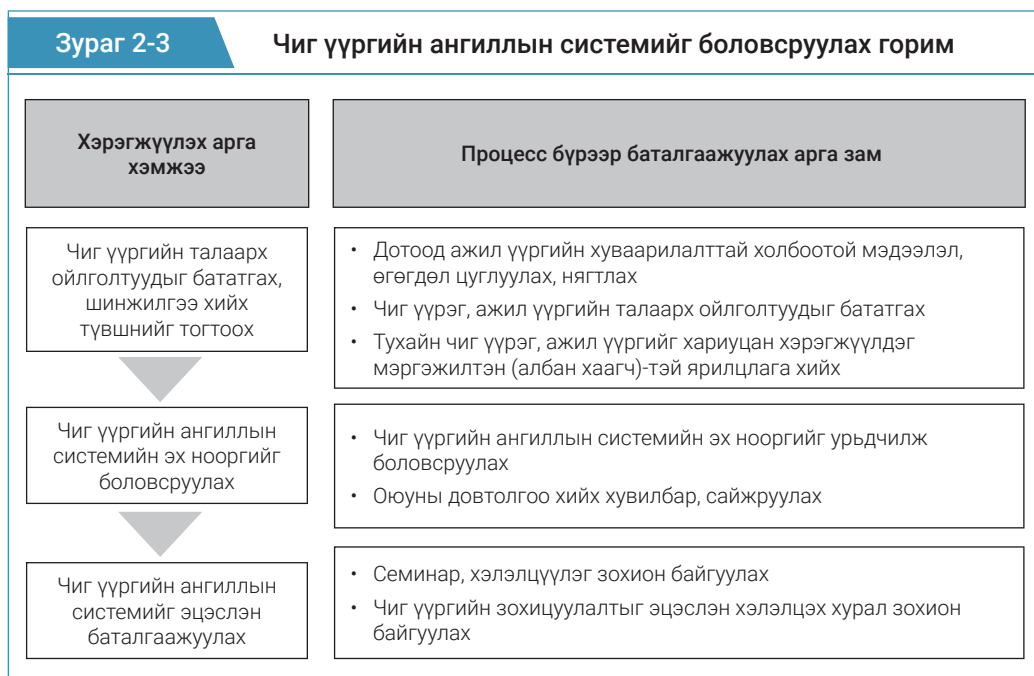 Зураг 2-3
Чиг үүргийн ангиллын системийг боловсруулах горим
Хэрэгжүүлэх арга
хэмжээ
Процесс бүрээр баталгаажуулах арга зам
Чиг үүргийн талаарх
ойлголтуудыг бататгах,
шинжилгээ хийх
түвшнийг тогтоох
• Дотоод ажил үүргийн хуваарилалттай холбоотой мэдээлэл,
өгөгдөл цуглуулах, нягтлах
• Чиг үүрэг, ажил үүргийн талаарх ойлголтуудыг бататгах
• Тухайн чиг үүрэг, ажил үүргийг хариуцан хэрэгжүүлдэг
мэргэжилтэн (албан хаагч)-тэй ярилцлага хийх
Чиг үүргийн ангиллын
системийн эх нооргийг
боловсруулах
• Чиг үүргийн ангиллын системийн эх нооргийг урьдчилж
боловсруулах
• Оюуны довтолгоо хийх хувилбар, сайжруулах
Чиг үүргийн ангиллын
системийг эцэслэн
баталгаажуулах
• Семинар, хэлэлцүүлэг зохион байгуулах
• Чиг үүргийн зохицуулалтыг эцэслэн хэлэлцэх хурал зохион
байгуулах